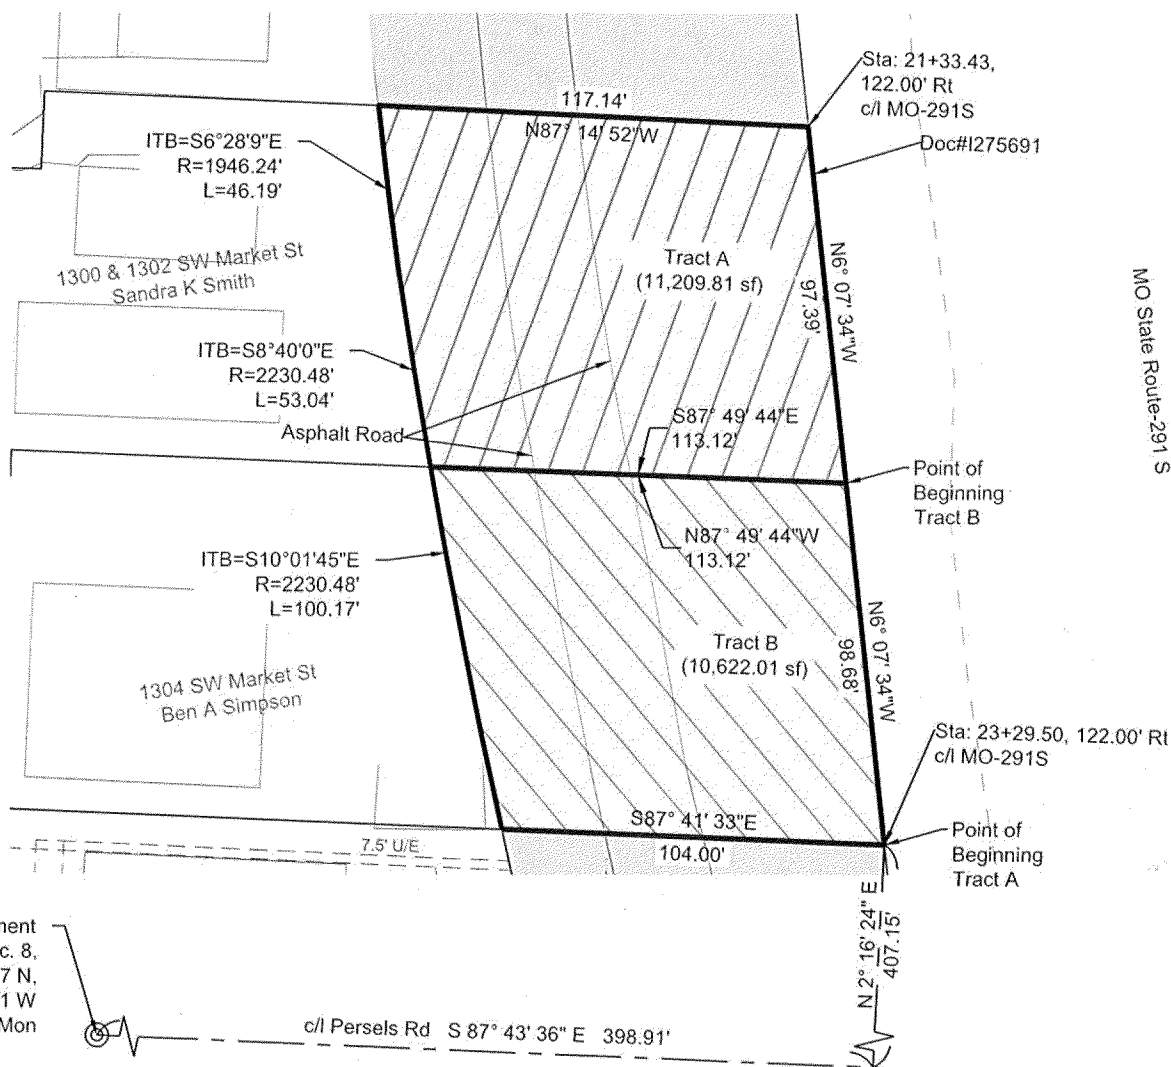 Sta: 21+33.43,
122.00' Rt
c/l MO-291S
117.14'
N87° 14' 52"W
Doc#I275691
ITB=S6°28'9"E
R=1946.24'
L=46.19'
1300 & 1302 SW Market St
Sandra K Smith
Tract A
(11,209.81 sf)
N6° 07' 34"W
97.39'
MO State Route-291 S
ITB=S8°40'0"E
R=2230.48'
L=53.04'
Asphalt Road
S87° 49' 44"E
113.12'
Point of
Beginning
Tract B
N87° 49' 44"W
113.12'
ITB=S10°01'45"E
R=2230.48'
L=100.17'
Tract B
(10,622.01 sf)
N6° 07' 34"W
98.68'
1304 SW Market St
Ben A Simpson
Sta: 23+29.50, 122.00' Rt
c/l MO-291S
S87° 41' 33"E
104.00'
7.5' U/E
Point of
Beginning
Tract A
N 2° 16' 24" E
407.15'
ment
c. 8,
7 N,
1 W
Mon
c/l Persels Rd S 87° 43' 36" E 398.91'